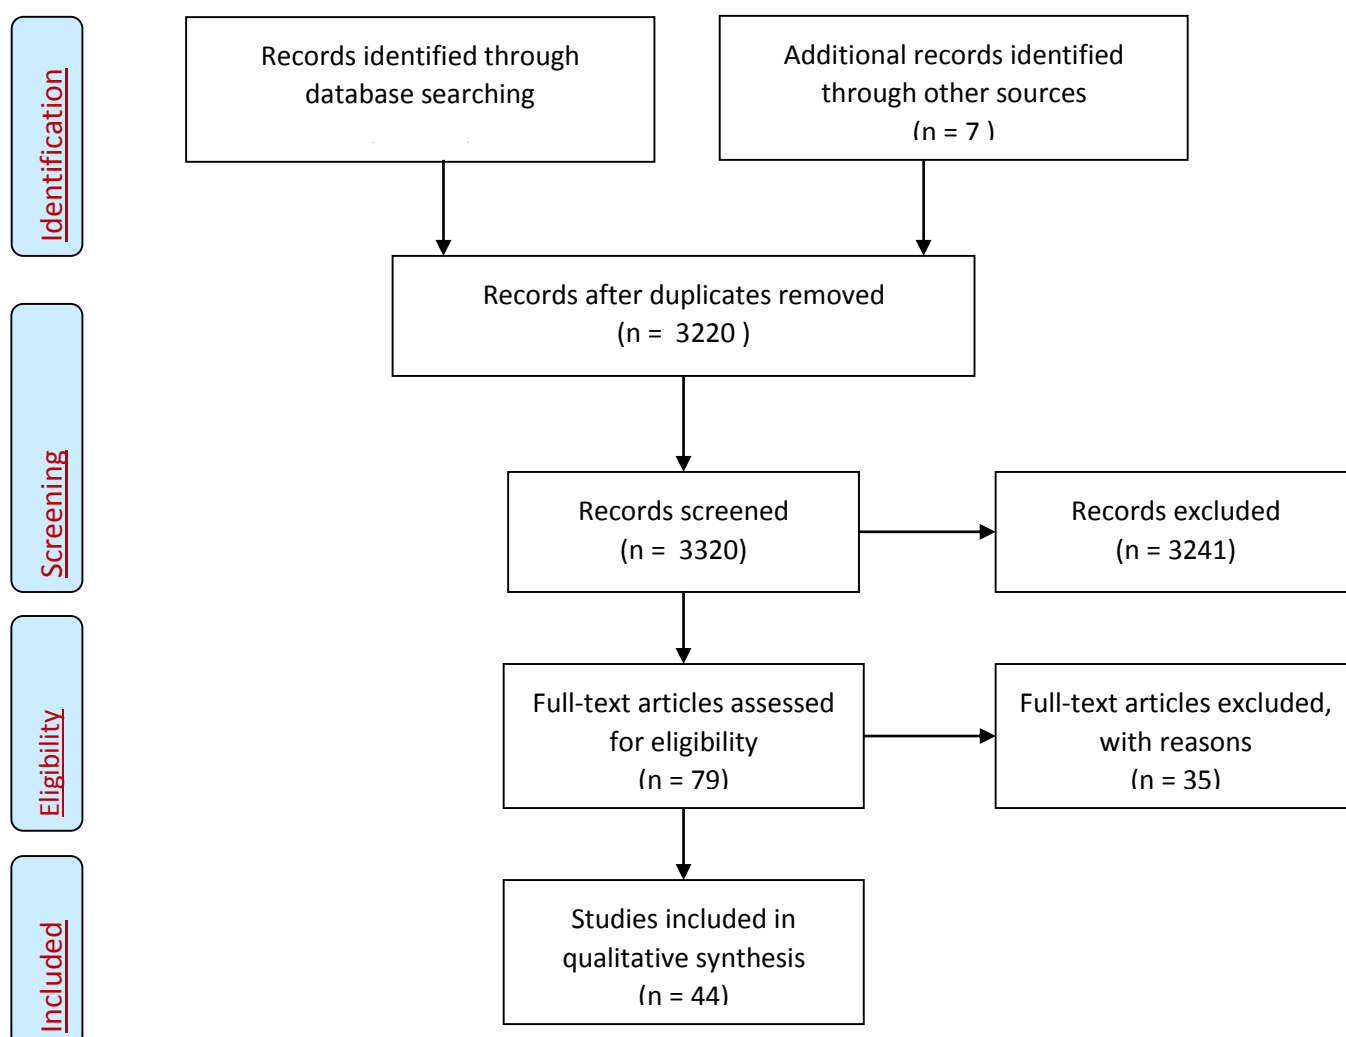 Identification
Records identified through
database searching
Additional records identified
through other sources
(n = 7 )
Records after duplicates removed
(n =  3220 )
Screening
Records screened
(n =  3320)
Records excluded
(n = 3241)
Eligibility
Full-text articles assessed
for eligibility
(n = 79)
Full-text articles excluded,
with reasons
(n = 35)
Included
Studies included in
qualitative synthesis
(n = 44)